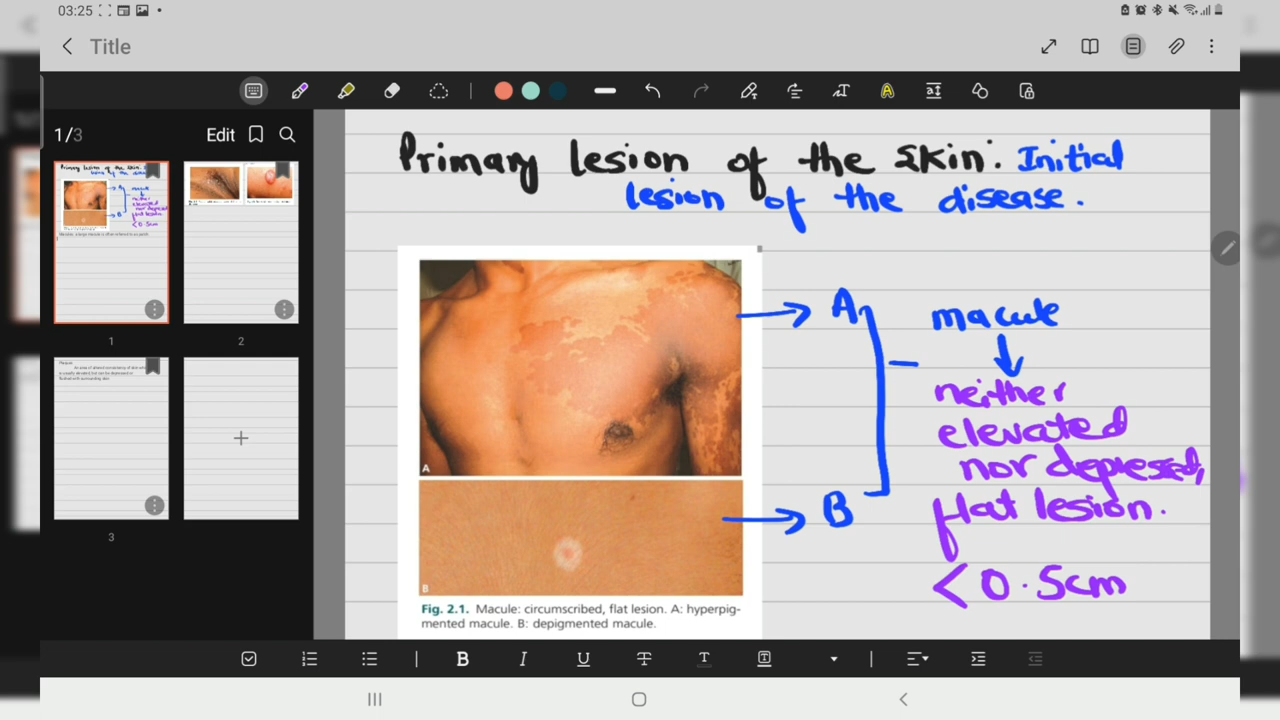 03:25
Title
1/3
Edit
Primary lesion of the skin: Initial
lesion of the disease.
A
macule
neither
elevated
nor depressed,
flat lesion.
B
< 0.5cm
A
B
Fig. 2.1. Macule: circumscribed, flat lesion. A: hyperpig-
mented macule. B: depigmented macule.
1
2
3
B I U T T T